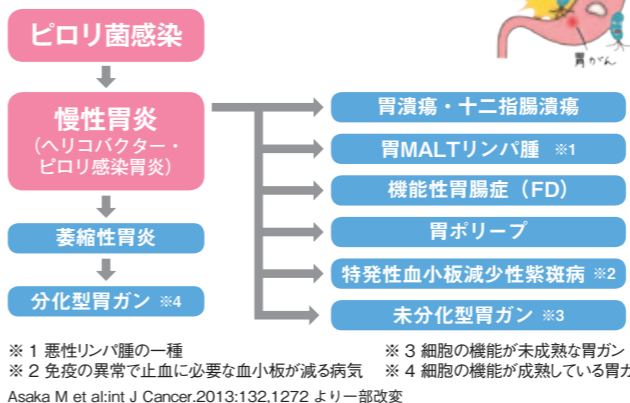 胃がん
ピロリ菌感染
慢性胃炎
(ヘリコバクター・
ピロリ感染胃炎)
萎縮性胃炎
分化型胃ガン ※4
胃潰瘍・十二指腸潰瘍
胃MALTリンパ腫 ※1
機能性胃腸症（FD）
胃ポリープ
特発性血小板減少性紫斑病 ※2
未分化型胃ガン ※3
※ 1 悪性リンパ腫の一種
※ 2 免疫の異常で止血に必要な血小板が減る病気
※ 3 細胞の機能が未成熟な胃ガン
※ 4 細胞の機能が成熟している胃ガ
Asaka M et al:int J Cancer.2013:132,1272 より一部改変